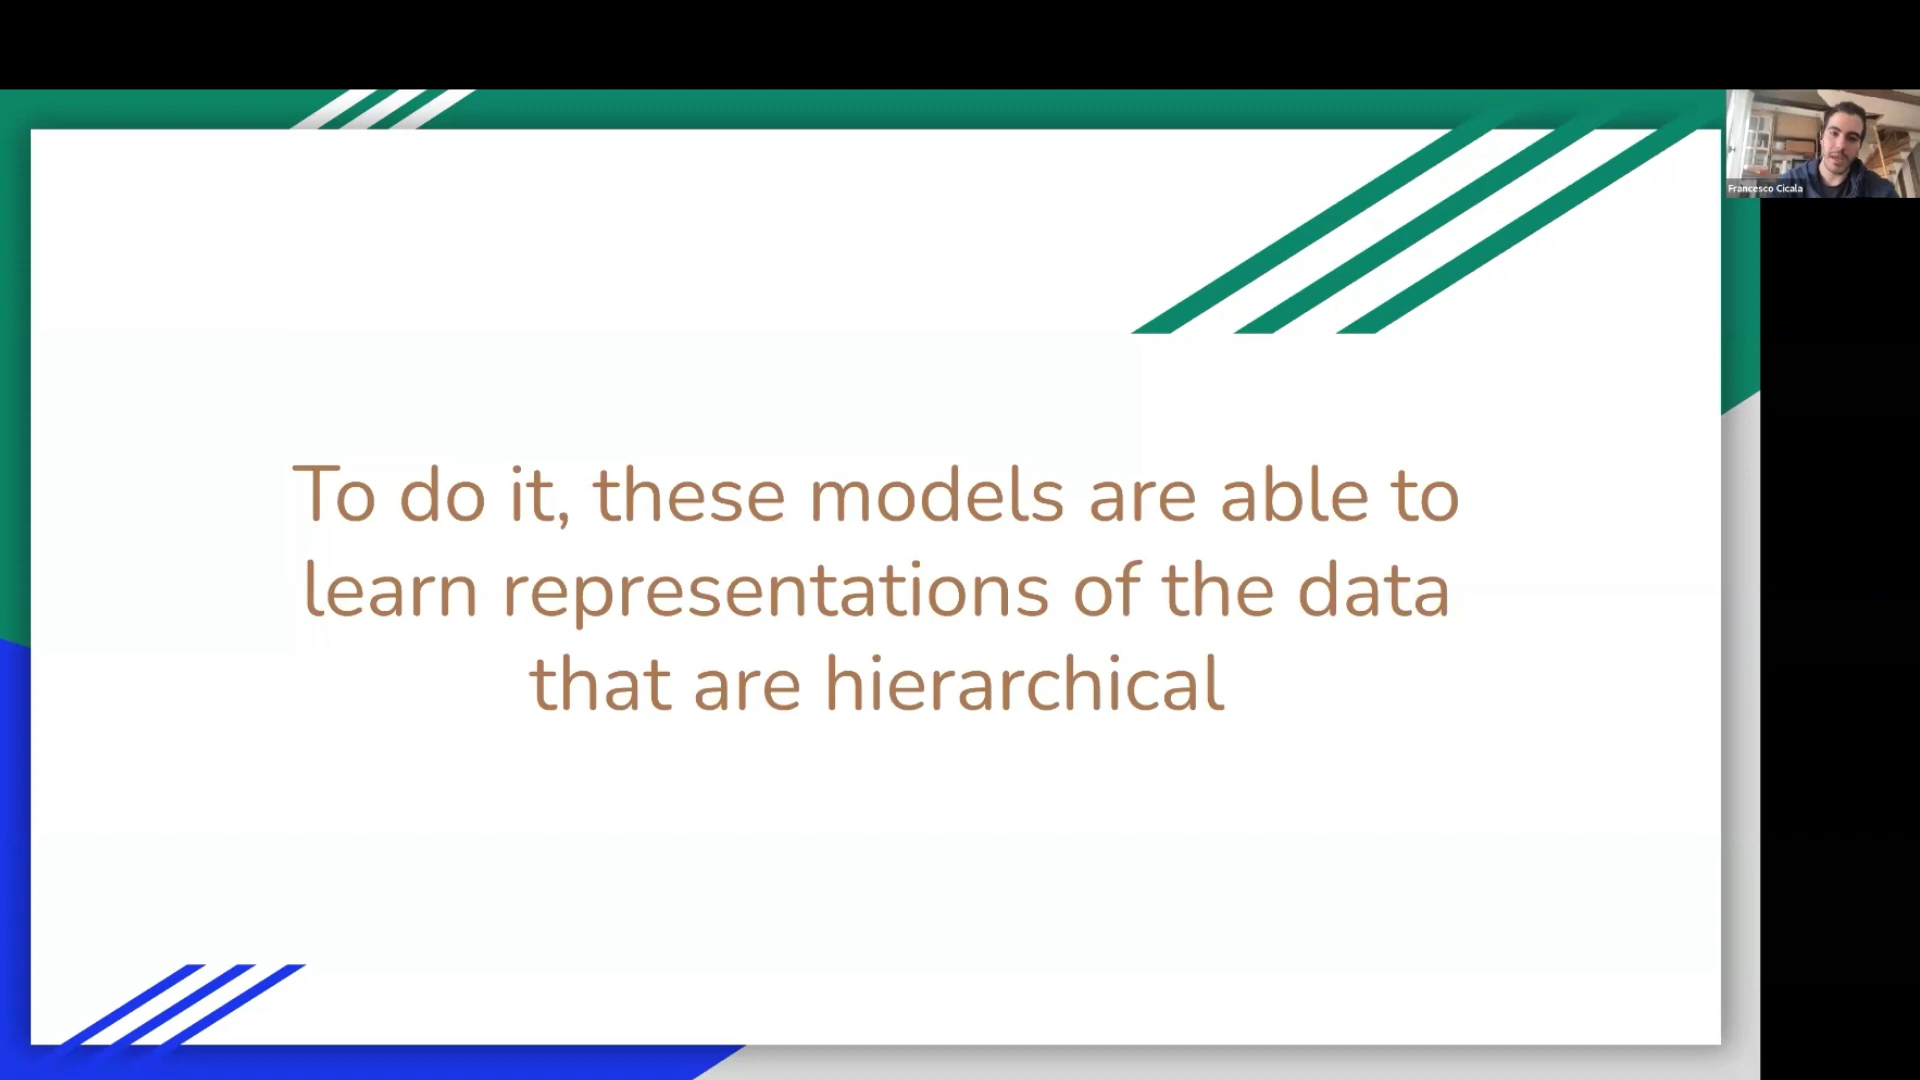 Francesco Cicala
To do it, these models are able to
learn representations of the data
that are hierarchical